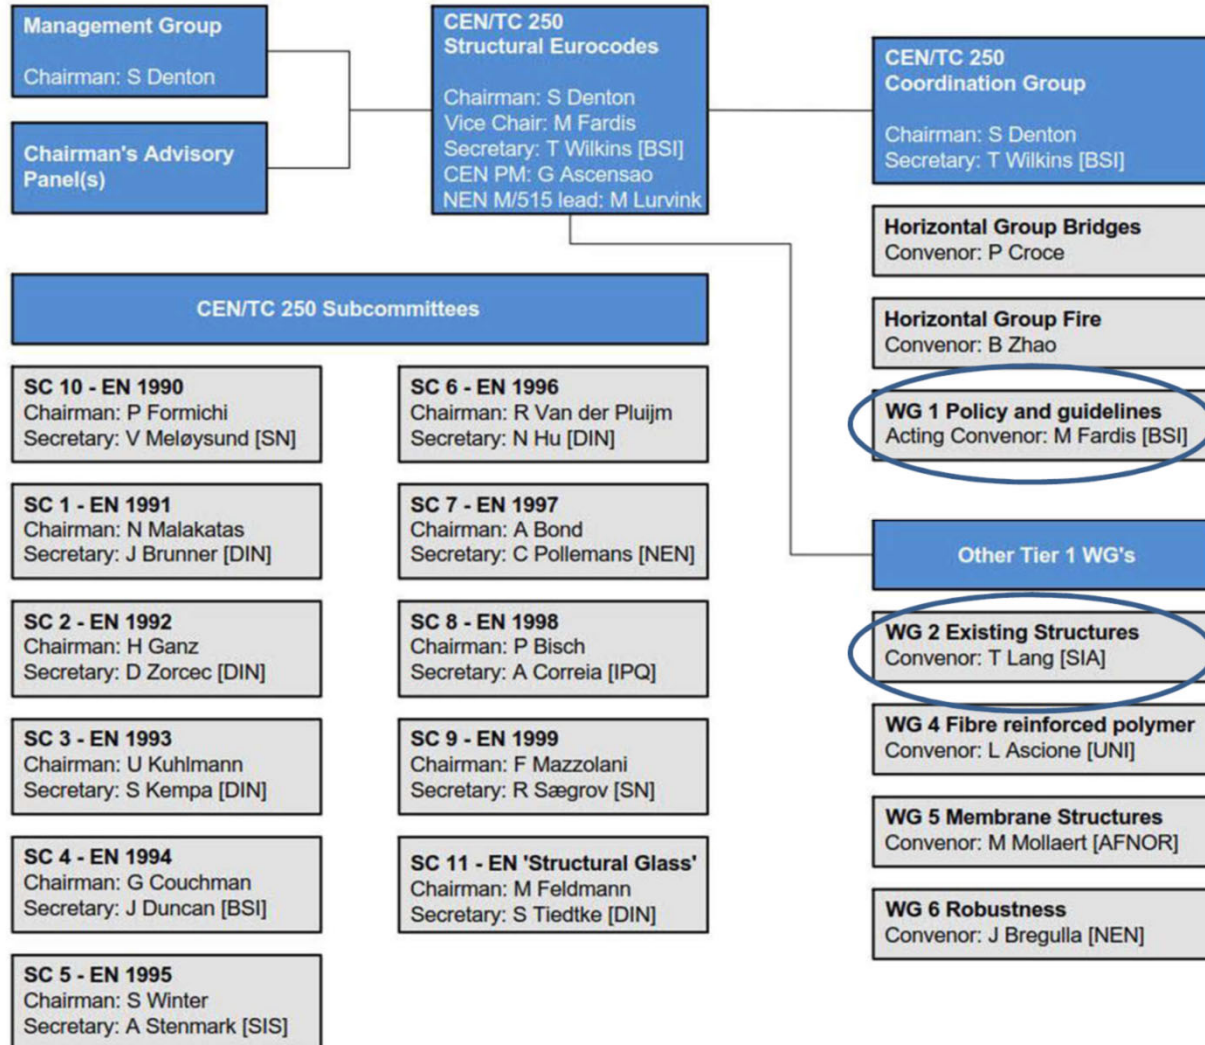 Management Group
Chairman: S Denton
Chairman's Advisory
Panel(s)
CEN/TC 250
Structural Eurocodes
Chairman: S Denton
Vice Chair: M Fardis
Secretary: T Wilkins [BSI]
CEN PM: G Ascensao
NEN M/515 lead: M Lurvink
CEN/TC 250
Coordination Group
Chairman: S Denton
Secretary: T Wilkins [BSI]
Horizontal Group Bridges
Convenor: P Croce
Horizontal Group Fire
Convenor: B Zhao
WG 1 Policy and guidelines
Acting Convenor: M Fardis [BSI]
CEN/TC 250 Subcommittees
SC 10 - EN 1990
Chairman: P Formichi
Secretary: V Meløysund [SN]
SC 1 - EN 1991
Chairman: N Malakatas
Secretary: J Brunner [DIN]
SC 2 - EN 1992
Chairman: H Ganz
Secretary: D Zorcec [DIN]
SC 3 - EN 1993
Chairman: U Kuhlmann
Secretary: S Kempa [DIN]
SC 4 - EN 1994
Chairman: G Couchman
Secretary: J Duncan [BSI]
SC 5 - EN 1995
Chairman: S Winter
Secretary: A Stenmark [SIS]
SC 6 - EN 1996
Chairman: R Van der Pluijm
Secretary: N Hu [DIN]
SC 7 - EN 1997
Chairman: A Bond
Secretary: C Pollemans [NEN]
SC 8 - EN 1998
Chairman: P Bisch
Secretary: A Correia [IPQ]
SC 9 - EN 1999
Chairman: F Mazzolani
Secretary: R Sægrov [SN]
SC 11 - EN 'Structural Glass'
Chairman: M Feldmann
Secretary: S Tiedtke [DIN]
Other Tier 1 WG's
WG 2 Existing Structures
Convenor: T Lang [SIA]
WG 4 Fibre reinforced polymer
Convenor: L Ascione [UNI]
WG 5 Membrane Structures
Convenor: M Mollaert [AFNOR]
WG 6 Robustness
Convenor: J Bregulla [NEN]